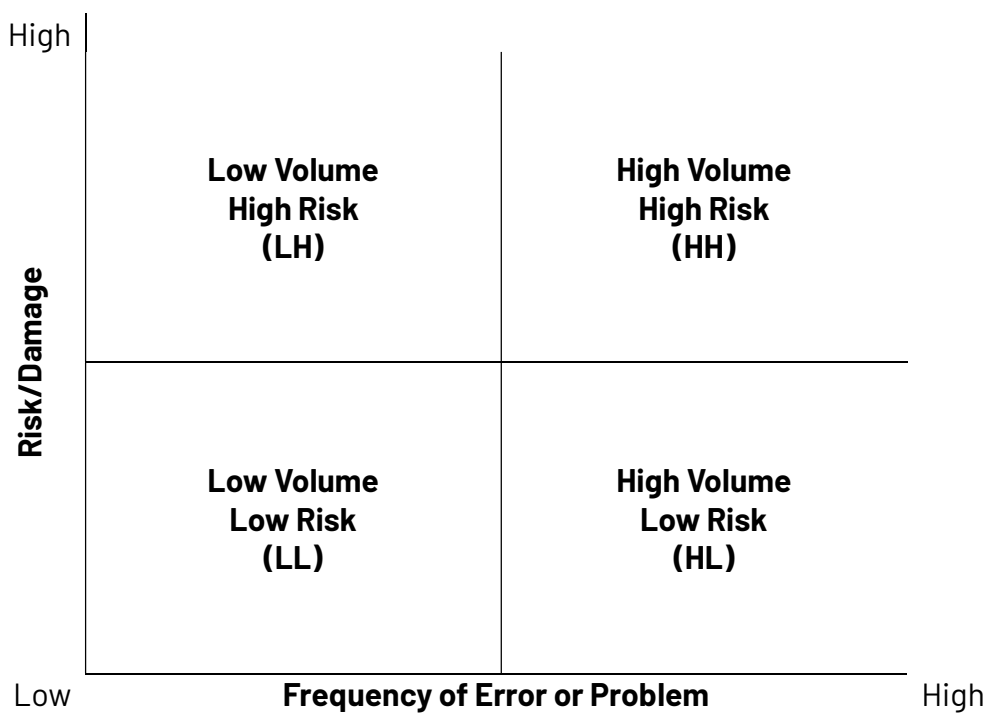 High
Low Volume
High Risk
(LH)
High Volume
High Risk
(HH)
Risk/Damage
Low Volume
Low Risk
(LL)
High Volume
Low Risk
(HL)
Low
Frequency of Error or Problem
High